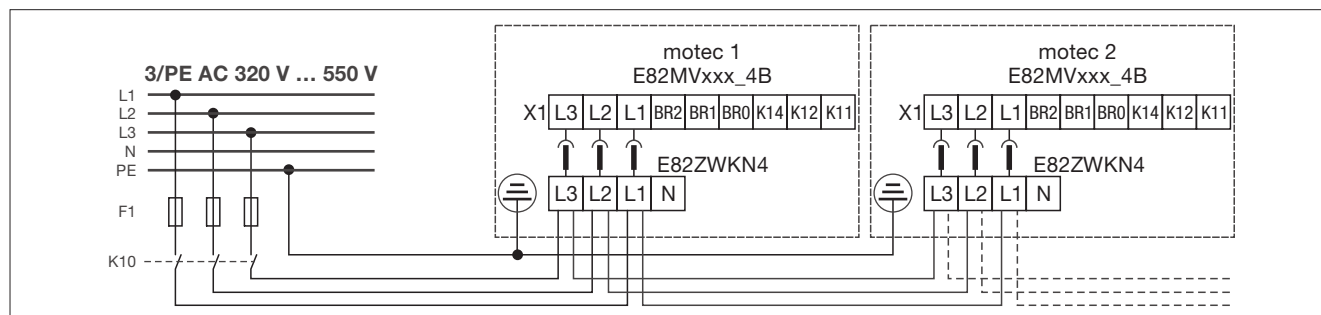 3/PE AC 320 V ... 550 V
L1
L2
L3
N
PE
F1
K10
motec 1
E82MVxxx_4B
X1 L3 L2 L1 BR2 BR1 BR0 K14 K12 K11
E82ZWKN4
L3 L2 L1 N
motec 2
E82MVxxx_4B
X1 L3 L2 L1 BR2 BR1 BR0 K14 K12 K11
E82ZWKN4
L3 L2 L1 N